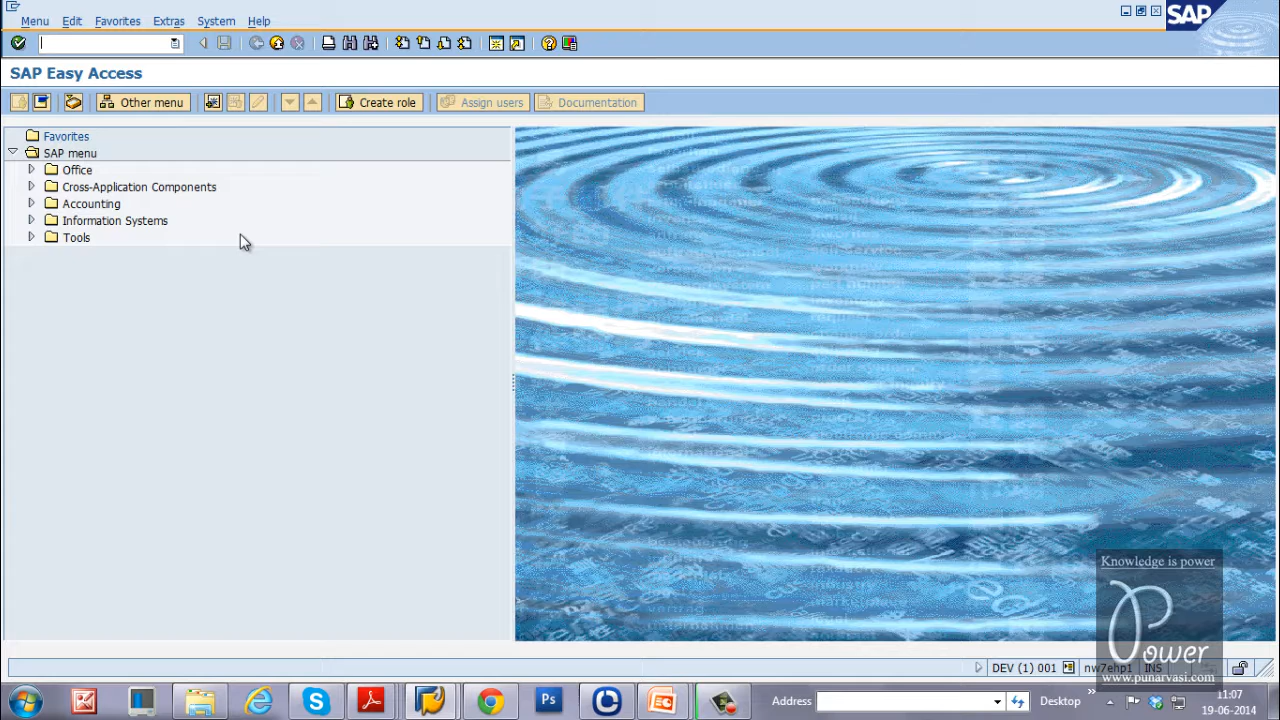 Menu Edit Favorites Extras System Help
SAP
SAP Easy Access
Other menu Create role Assign users Documentation
Favorites
SAP menu
Office
Cross-Application Components
Accounting
Information Systems
Tools
Knowledge is power
Power
www.punarvasi.com
DEV (1) 001 nw7ehp1 INS
Address Desktop
11:07
19-06-2014